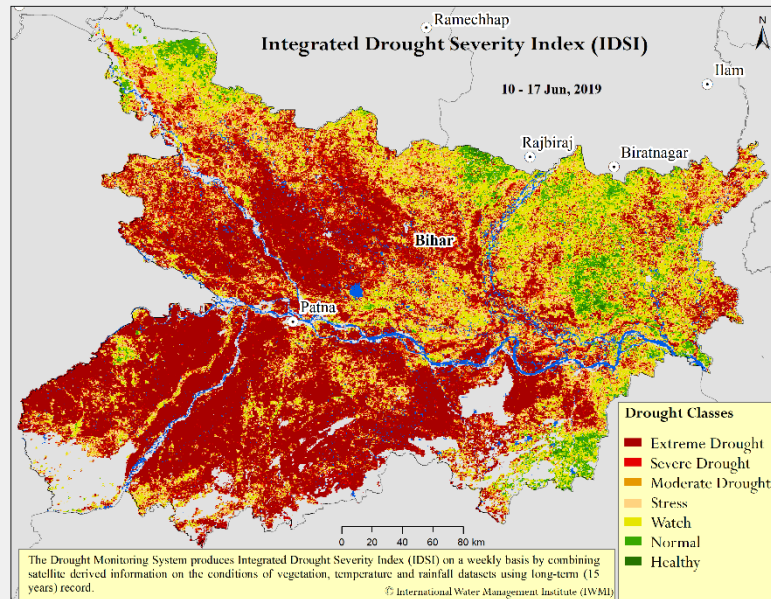 Ramechhap
Integrated Drought Severity Index (IDSI)
N
Ilam
10 - 17 Jun, 2019
Rajbiraj
Biratnagar
Bihar
Patna
Drought Classes
Extreme Drought
Severe Drought
Moderate Drought
Stress
Watch
Normal
Healthy
0 20 40 60 80 km
The Drought Monitoring System produces Integrated Drought Severity Index (IDSI) on a weekly basis by combining
satellite derived information on the conditions of vegetation, temperature and rainfall datasets using long-term (15
years) record.
© International Water Management Institute (IWMI)